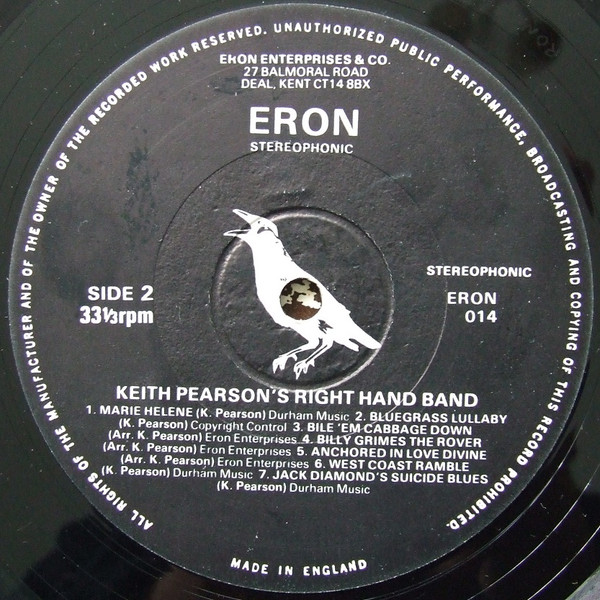 ALL RIGHTS OF THE MANUFACTURER AND OF THE OWNER OF THE RECORDED WORK RESERVED. UNAUTHORIZED PUBLIC PERFORMANCE, BROADCASTING AND COPYING OF THIS RECORD PROHIBITED.
ERON ENTERPRISES & CO.
27 BALMORAL ROAD
DEAL, KENT CT14 8BX
ERON
STEREOPHONIC
STEREOPHONIC
SIDE 2
33⅓rpm
ERON
014
KEITH PEARSON'S RIGHT HAND BAND
1. MARIE HELENE (K. Pearson) Durham Music 2. BLUEGRASS LULLABY
(K. Pearson) Copyright Control 3. BILE 'EM CABBAGE DOWN
(Arr. K. Pearson) Eron Enterprises 4. BILLY GRIMES THE ROVER
(Arr. K. Pearson) Eron Enterprises 5. ANCHORED IN LOVE DIVINE
(Arr. K. Pearson) Eron Enterprises 6. WEST COAST RAMBLE
(K. Pearson) Durham Music 7. JACK DIAMOND'S SUICIDE BLUES
(K. Pearson) Durham Music
MADE IN ENGLAND